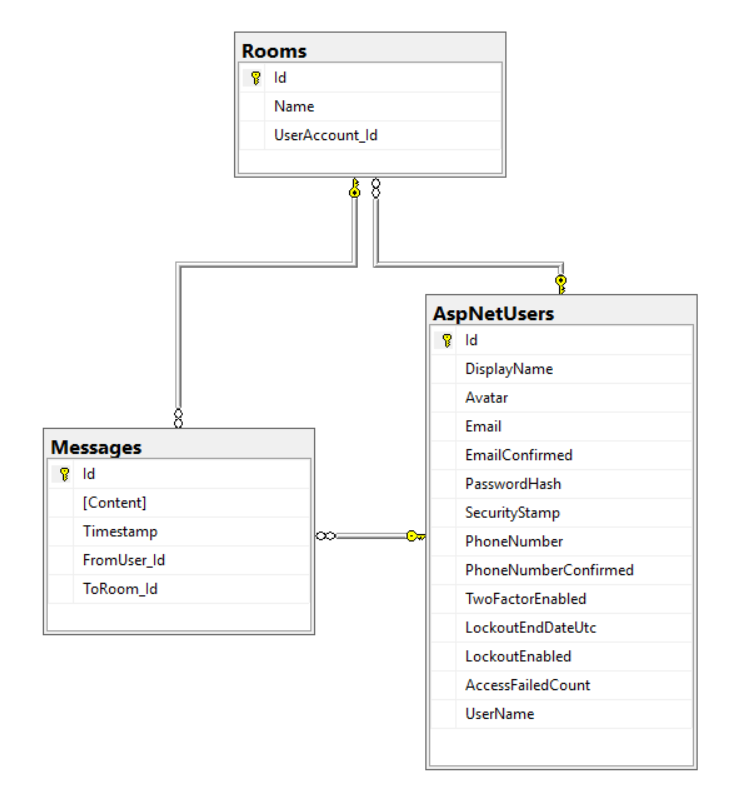 Rooms
Id
Name
UserAccount_Id
AspNetUsers
Id
DisplayName
Avatar
Email
EmailConfirmed
PasswordHash
SecurityStamp
PhoneNumber
PhoneNumberConfirmed
TwoFactorEnabled
LockoutEndDateUtc
LockoutEnabled
AccessFailedCount
UserName
Messages
Id
[Content]
Timestamp
FromUser_Id
ToRoom_Id